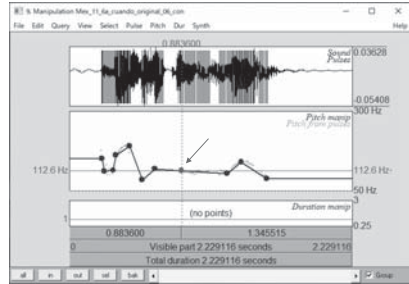 8. Manipulation Mex_11_6a_cuando_original_06_con
File Edit Query View Select Pulse Pitch Dur Synth Help
0.883600
Sound
Pulses
0.03628
-0.05408
300 Hz
Pitch manip
Pitch from pulses
112.6 Hz
112.6 Hz
50 Hz
Duration manip
3
1
(no points)
0.25
0.883600 1.345515
0 Visible part 2.229116 seconds 2.229116
Total duration 2.229116 seconds
all in out sel bak Group